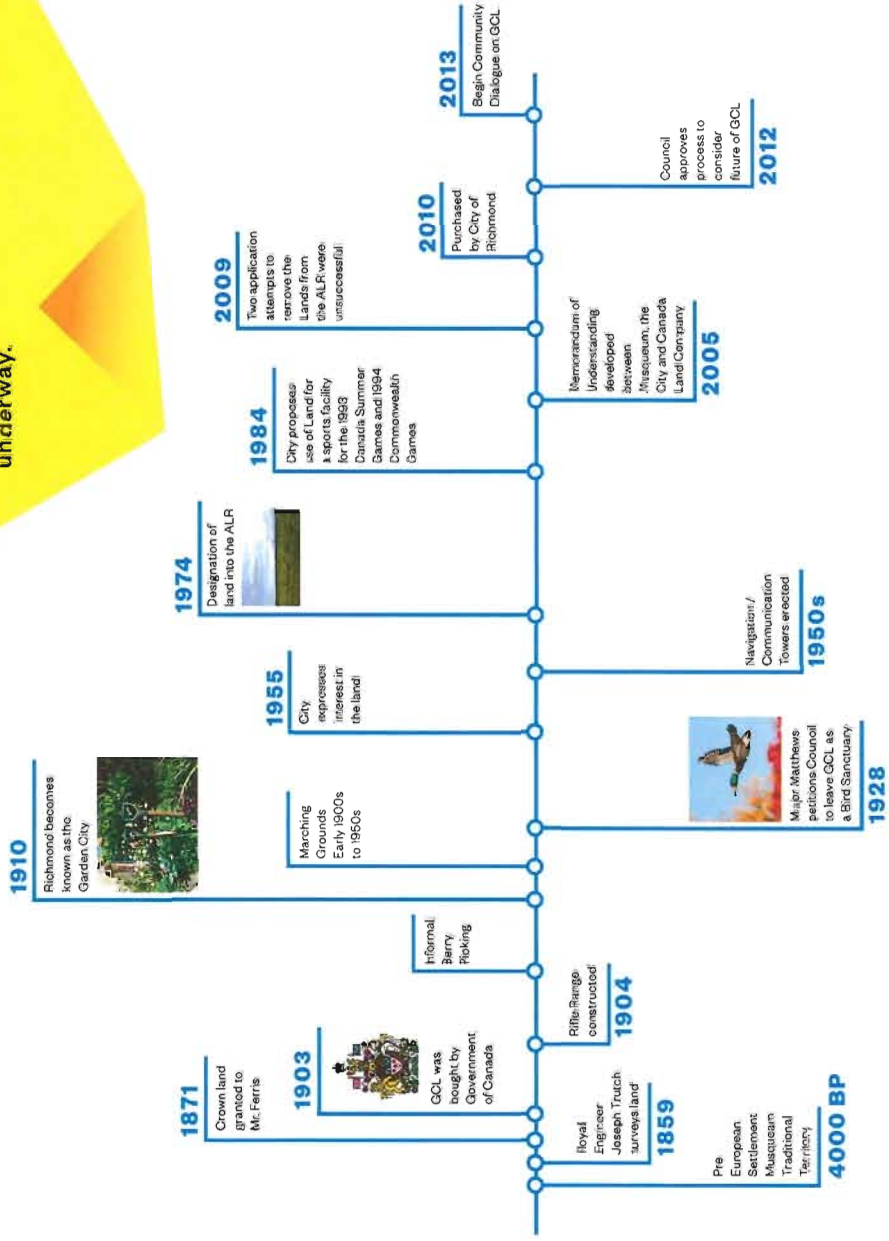 underway.
4000 BP
Pre
European
Settlement
Musqueam
Traditional
Territory
1859
Royal
Engineer
Joseph Trutch
surveys land
1871
Crown land
granted to
Mr. Ferris
1903
GCL was
bought by
Government
of Canada
1904
Rifle Range
constructed
Informal
Berry
Picking
1910
Richmond becomes
known as the
Garden City
Marching
Grounds
Early 1900s
to 1950s
1928
Major Matthews
petitions Council
to leave GCL as
a Bird Sanctuary
1955
City
expresses
interest in
the land
1950s
Navigation /
Communication
Towers erected
1974
Designation of
land into the ALR
1984
City proposes
use of Land for
a sports facility
for the 1993
Canada Summer
Games and 1994
Commonwealth
Games
2005
Memorandum of
Understanding
developed
between
Musqueum, the
City and Canada
Land Company
2009
Two application
attempts to
remove the
Lands from
the ALR were
unsuccessful
2010
Purchased
by City of
Richmond
2012
Council
approves
process to
consider
future of GCL
2013
Begin Community
Dialogue on GCL